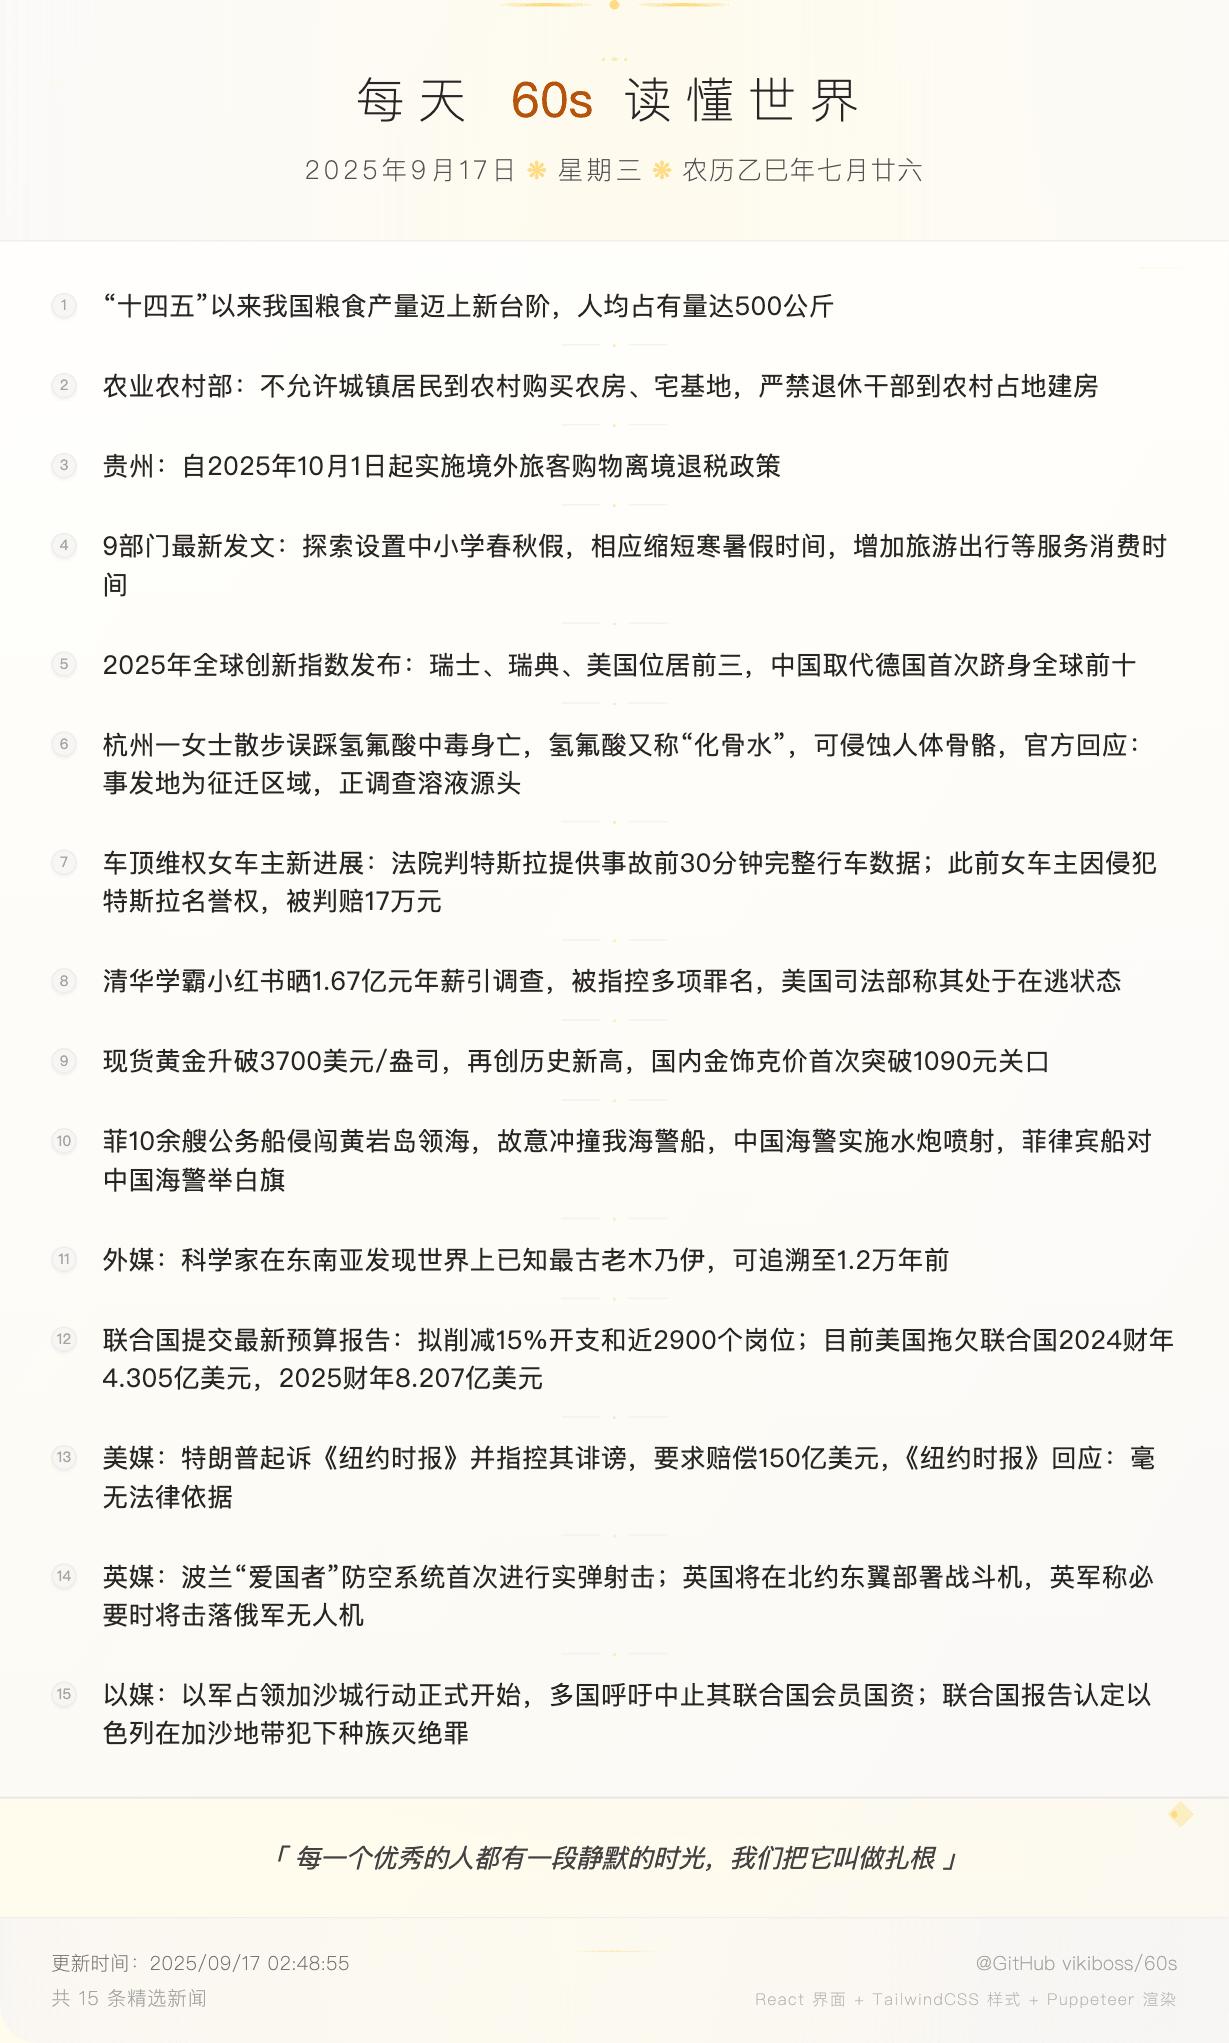 每天 60s 读懂世界
2025年9月17日 ❋ 星期三 ❋ 农历乙巳年七月廿六
1 “十四五”以来我国粮食产量迈上新台阶，人均占有量达500公斤
2 农业农村部：不允许城镇居民到农村购买农房、宅基地，严禁退休干部到农村占地建房
3 贵州：自2025年10月1日起实施境外旅客购物离境退税政策
4 9部门最新发文：探索设置中小学春秋假，相应缩短寒暑假时间，增加旅游出行等服务消费时
间
5 2025年全球创新指数发布：瑞士、瑞典、美国位居前三，中国取代德国首次跻身全球前十
6 杭州一女士散步误踩氢氟酸中毒身亡，氢氟酸又称“化骨水”，可侵蚀人体骨骼，官方回应：
事发地为征迁区域，正调查溶液源头
7 车顶维权女车主新进展：法院判特斯拉提供事故前30分钟完整行车数据；此前女车主因侵犯
特斯拉名誉权，被判赔17万元
8 清华学霸小红书晒1.67亿元年薪引调查，被指控多项罪名，美国司法部称其处于在逃状态
9 现货黄金升破3700美元/盎司，再创历史新高，国内金饰克价首次突破1090元关口
10 菲10余艘公务船侵闯黄岩岛领海，故意冲撞我海警船，中国海警实施水炮喷射，菲律宾船对
中国海警举白旗
11 外媒：科学家在东南亚发现世界上已知最古老木乃伊，可追溯至1.2万年前
12 联合国提交最新预算报告：拟削减15%开支和近2900个岗位；目前美国拖欠联合国2024财年
4.305亿美元，2025财年8.207亿美元
13 美媒：特朗普起诉《纽约时报》并指控其诽谤，要求赔偿150亿美元，《纽约时报》回应：毫
无法律依据
14 英媒：波兰“爱国者”防空系统首次进行实弹射击；英国将在北约东翼部署战斗机，英军称必
要时将击落俄军无人机
15 以媒：以军占领加沙城行动正式开始，多国呼吁中止其联合国会员国资；联合国报告认定以
色列在加沙地带犯下种族灭绝罪
「 每一个优秀的人都有一段静默的时光，我们把它叫做扎根 」
更新时间：2025/09/17 02:48:55
@GitHub vikiboss/60s
共 15 条精选新闻
React 界面 + TailwindCSS 样式 + Puppeteer 渲染